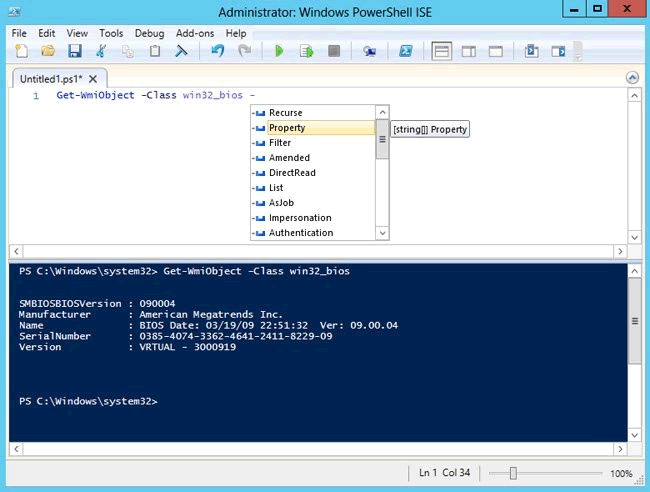 Administrator: Windows PowerShell ISE
File Edit View Tools Debug Add-ons Help
Untitled1.ps1*
1 Get-WmiObject -Class win32_bios -
Recurse
Property
[string[]] Property
Filter
Amended
DirectRead
List
AsJob
Impersonation
Authentication
PS C:\Windows\system32> Get-WmiObject -Class win32_bios
SMBIOSBIOSVersion : 090004
Manufacturer : American Megatrends Inc.
Name : BIOS Date: 03/19/09 22:51:32 Ver: 09.00.04
SerialNumber : 0385-4074-3362-4641-2411-8229-09
Version : VRTUAL - 3000919
PS C:\Windows\system32>
Ln 1 Col 34
100%